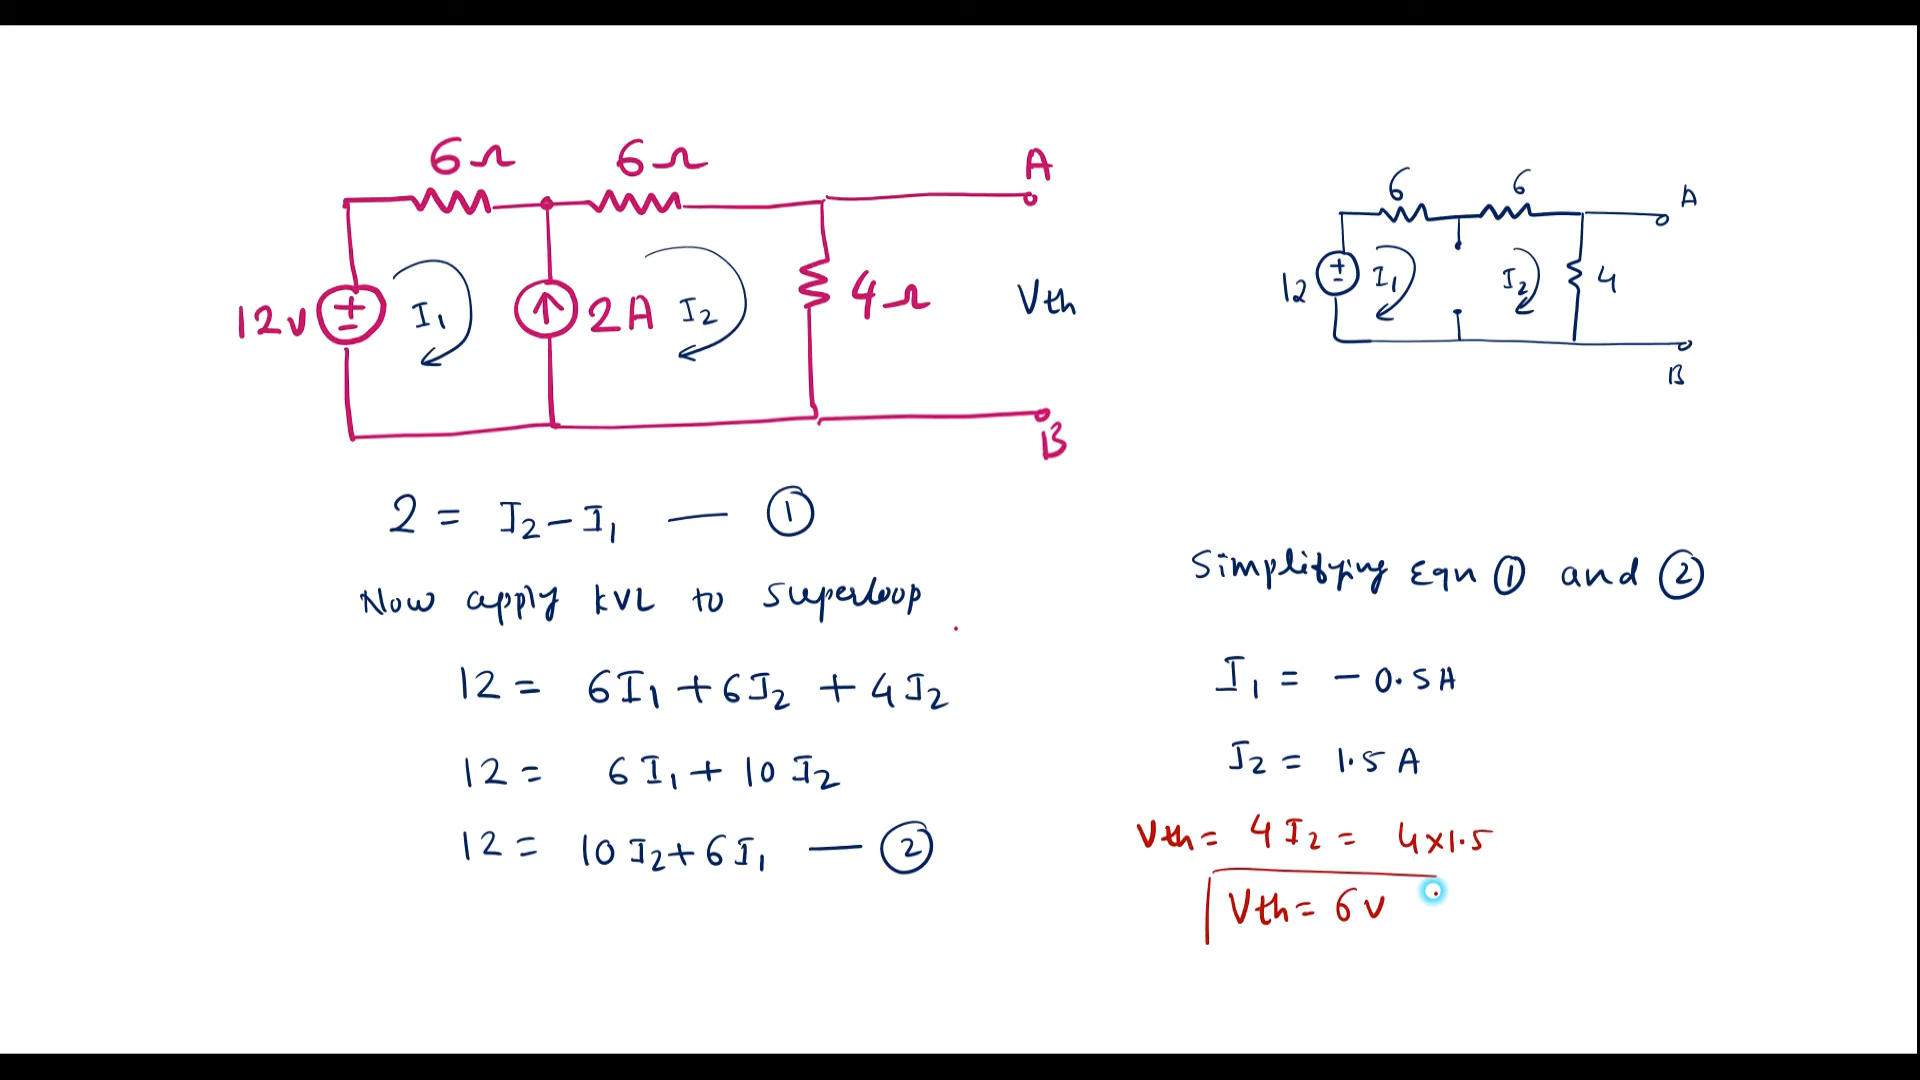 6Ω 6Ω A
12v + - I₁ 2A I₂ 4Ω Vth
B
6 6 A
12 + - I₁ I₂ 4
B
2 = I₂ - I₁ — ①
Now apply KVL to superloop
12 = 6I₁ + 6I₂ + 4I₂
12 = 6I₁ + 10I₂
12 = 10I₂ + 6I₁ — ②
Simplifying Eqn ① and ②
I₁ = - 0.5A
I₂ = 1.5 A
Vth = 4I₂ = 4×1.5
Vth = 6v